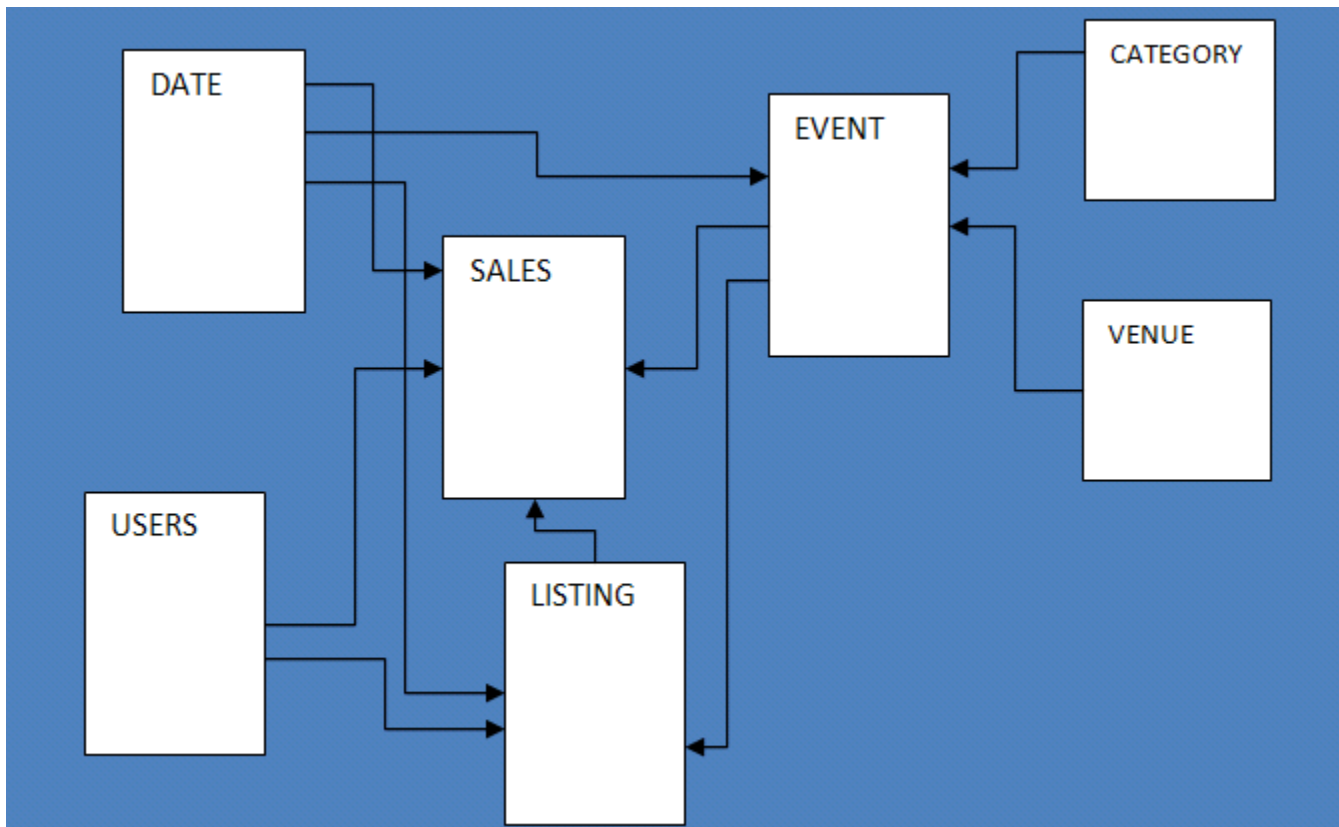 DATE
CATEGORY
EVENT
SALES
VENUE
USERS
LISTING